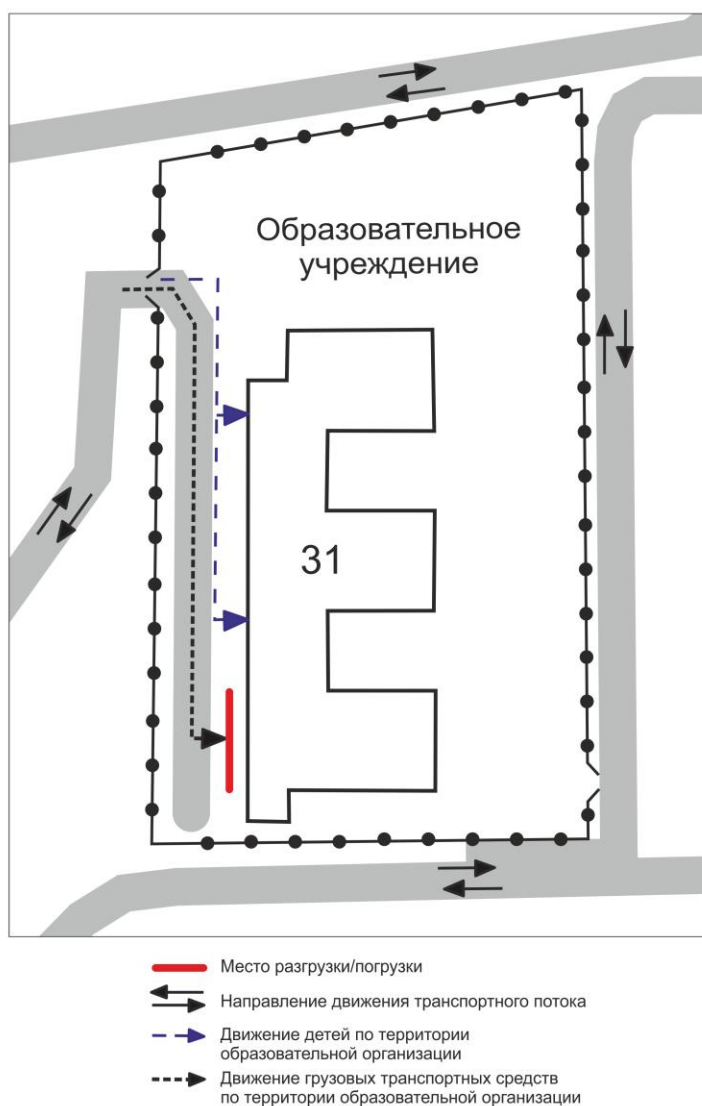 Образовательное
учреждение
31
Место разгрузки/погрузки
Направление движения транспортного потока
Движение детей по территории
образовательной организации
Движение грузовых транспортных средств
по территории образовательной организации